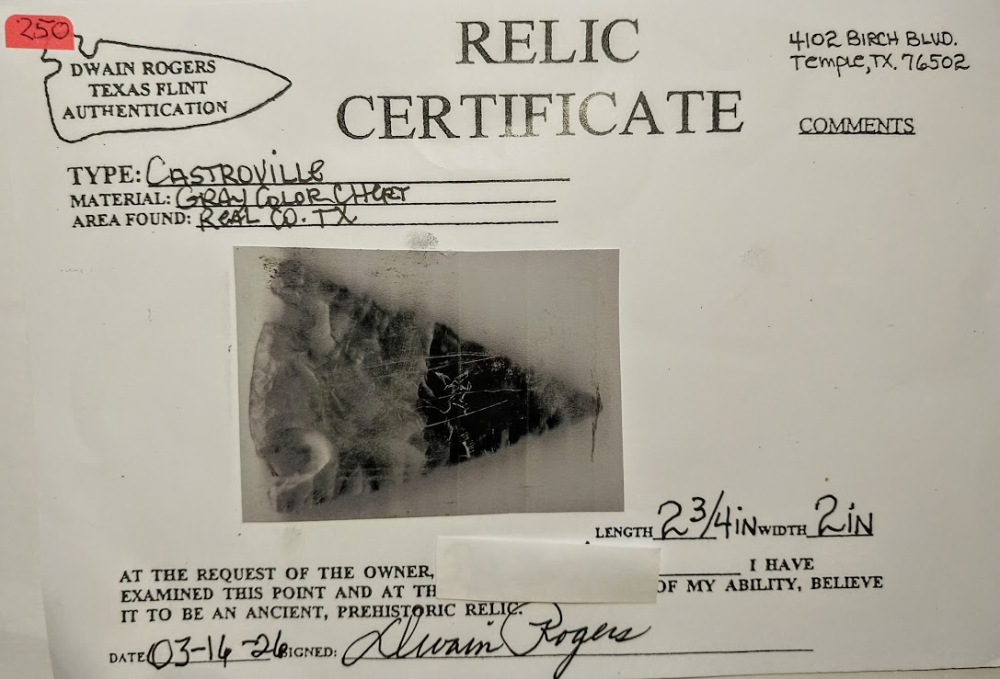 250
DWAIN ROGERS
TEXAS FLINT
AUTHENTICATION
RELIC
CERTIFICATE
4102 BIRCH BLVD.
Temple, TX. 76502
COMMENTS
TYPE: CASTROVILLE
MATERIAL: GRAY COLOR CHERT
AREA FOUND: REAL CO. TX
LENGTH 2 3/4 IN WIDTH 2 IN
AT THE REQUEST OF THE OWNER, I HAVE
EXAMINED THIS POINT AND AT TH OF MY ABILITY, BELIEVE
IT TO BE AN ANCIENT, PREHISTORIC RELIC.
DATE 03-16-26 SIGNED: Dwain Rogers